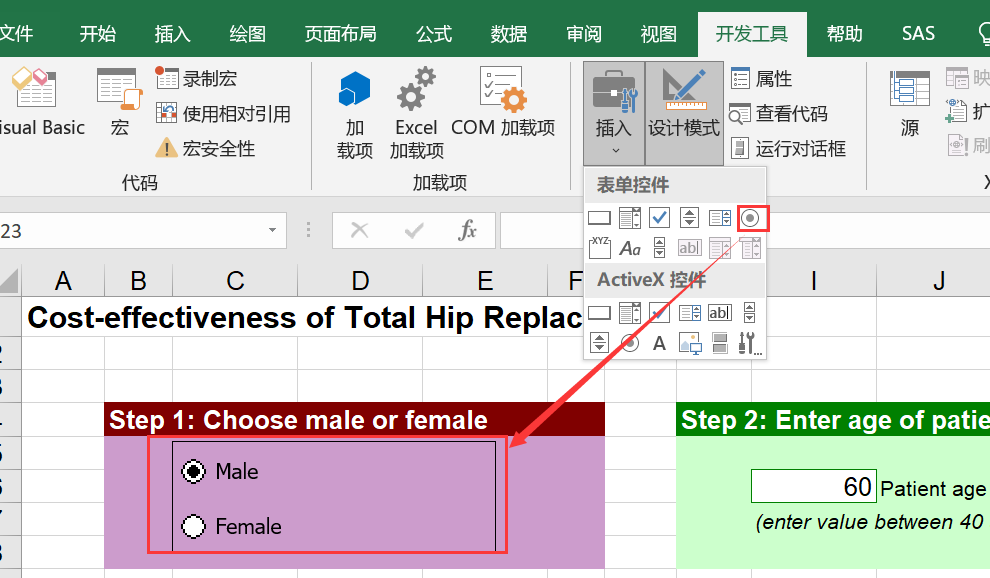 文件 开始 插入 绘图 页面布局 公式 数据 审阅 视图 开发工具 帮助 SAS
录制宏
使用相对引用
宏安全性
isual Basic
宏
代码
加
载项
Excel
加载项
COM 加载项
加载项
插入
设计模式
属性
查看代码
运行对话框
源
映
扩
刷
表单控件
XYZ Aa ab|
ActiveX 控件
ab|
A
23 fx
A B C D E F I J
Cost-effectiveness of Total Hip Replac
2
3
Step 1: Choose male or female
Step 2: Enter age of patie
Male
Female
60 Patient age
(enter value between 40